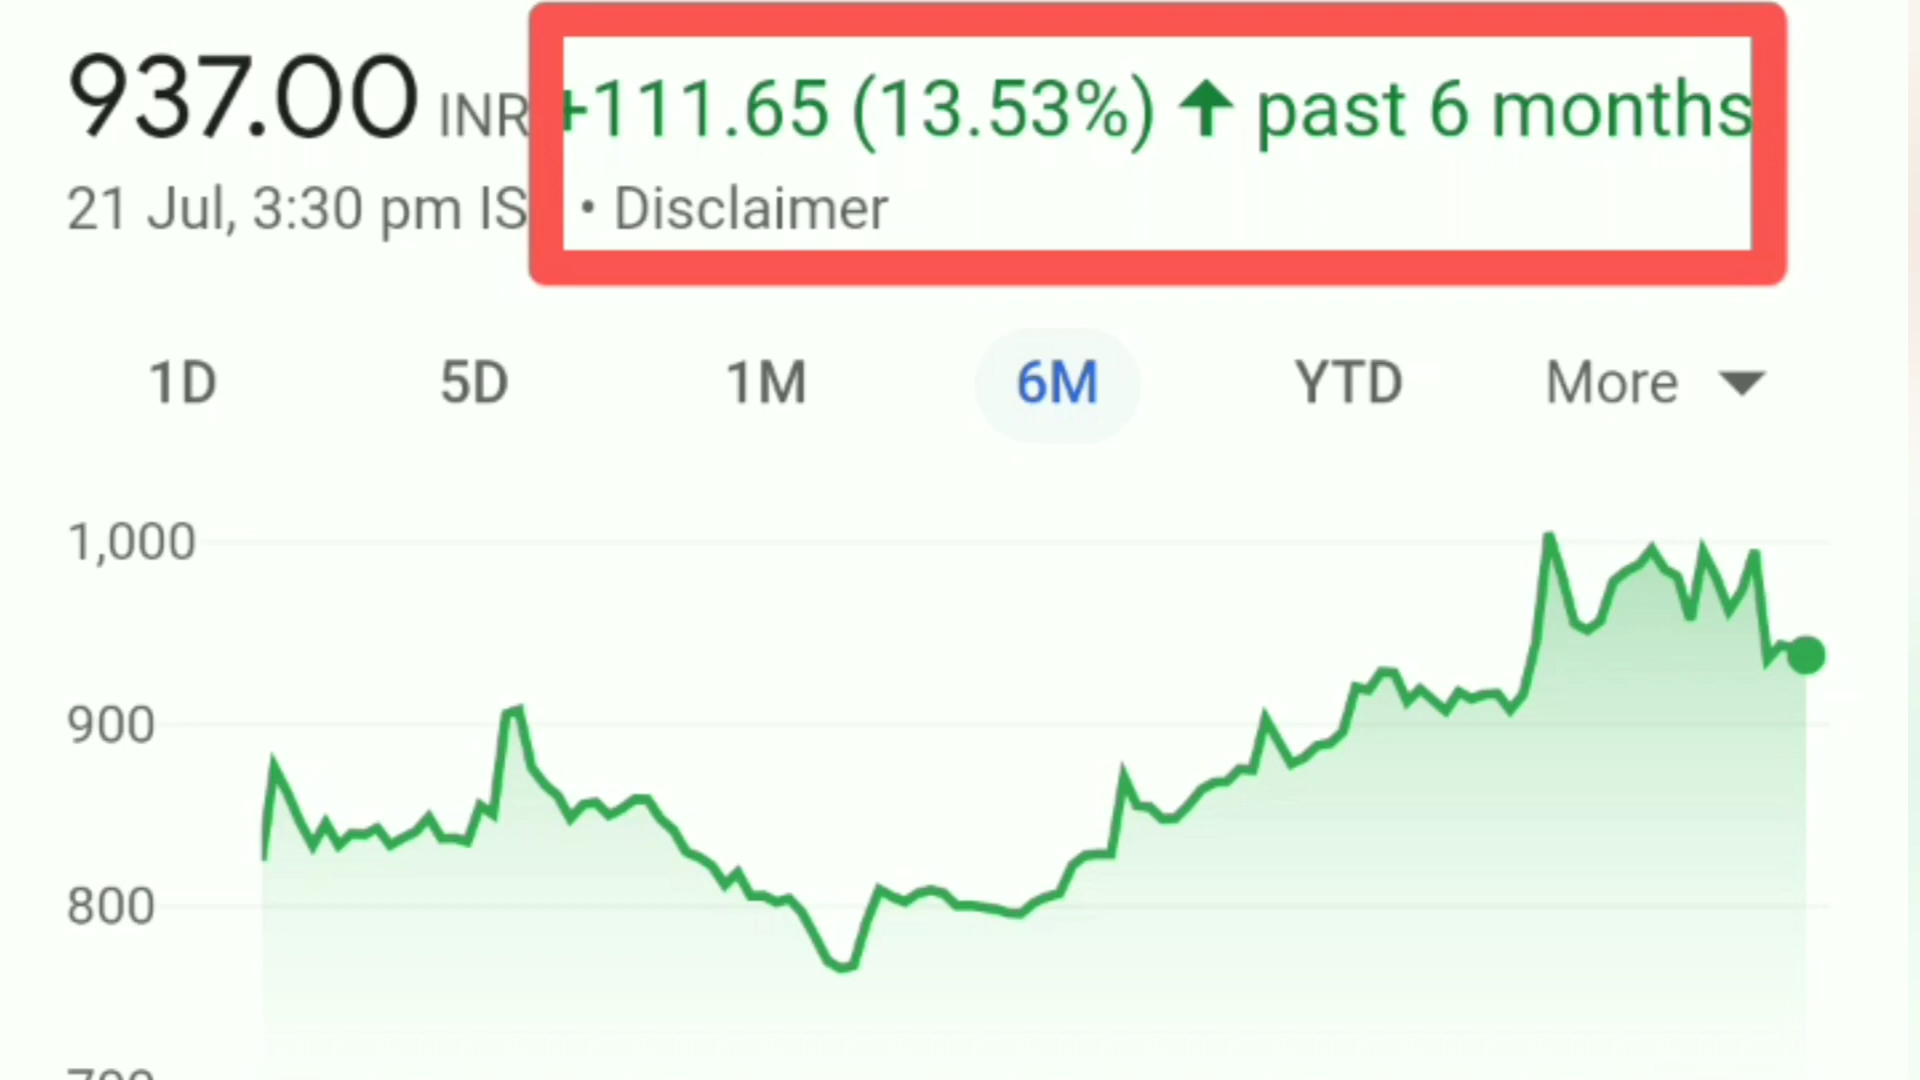 937.00 INR +111.65 (13.53%) ↑ past 6 months
21 Jul, 3:30 pm IS • Disclaimer
1D 5D 1M 6M YTD More
1,000
900
800